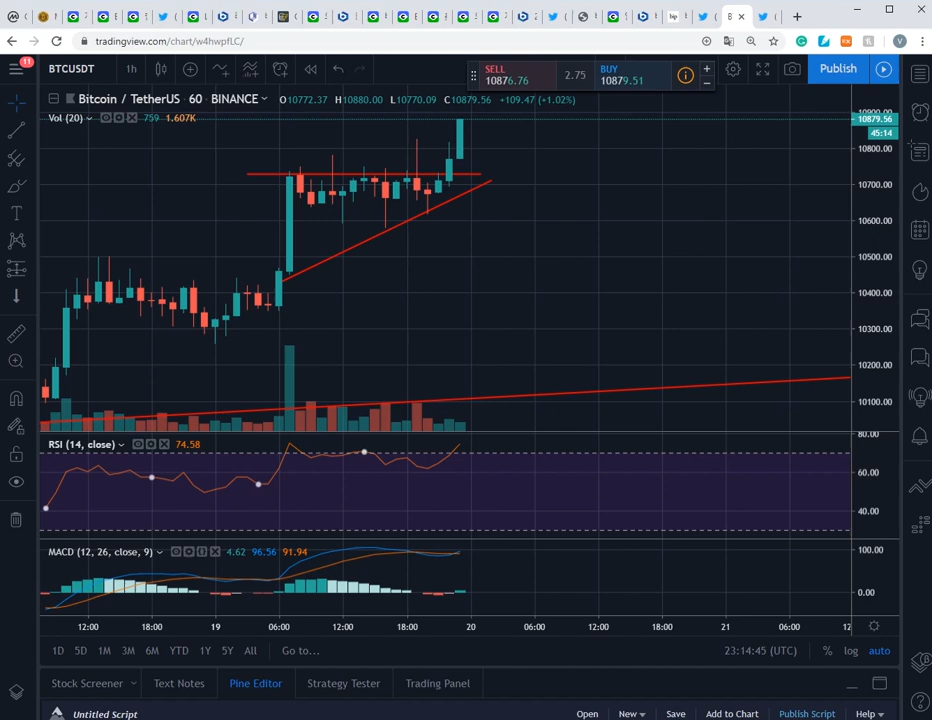 tradingview.com/chart/w4hwpfLC/
11
BTCUSDT
1h
SELL
10876.76
2.75
BUY
10879.51
Publish
Bitcoin / TetherUS · 60 · BINANCE
O10772.37 H10880.00 L10770.09 C10879.56 +109.47 (+1.02%)
Vol (20) 759 1.607K
10879.56
45:14
10800.00
10700.00
10600.00
10500.00
10400.00
10300.00
10200.00
10100.00
RSI (14, close) 74.58
80.00
60.00
40.00
MACD (12, 26, close, 9) 4.62 96.56 91.94
100.00
0.00
12:00 18:00 19 06:00 12:00 18:00 20 06:00 12:00 18:00 21 06:00 12
1D 5D 1M 3M 6M YTD 1Y 5Y All Go to...
23:14:45 (UTC) % log auto
Stock Screener Text Notes Pine Editor Strategy Tester Trading Panel
Untitled Script
Open New Save Add to Chart Publish Script Help